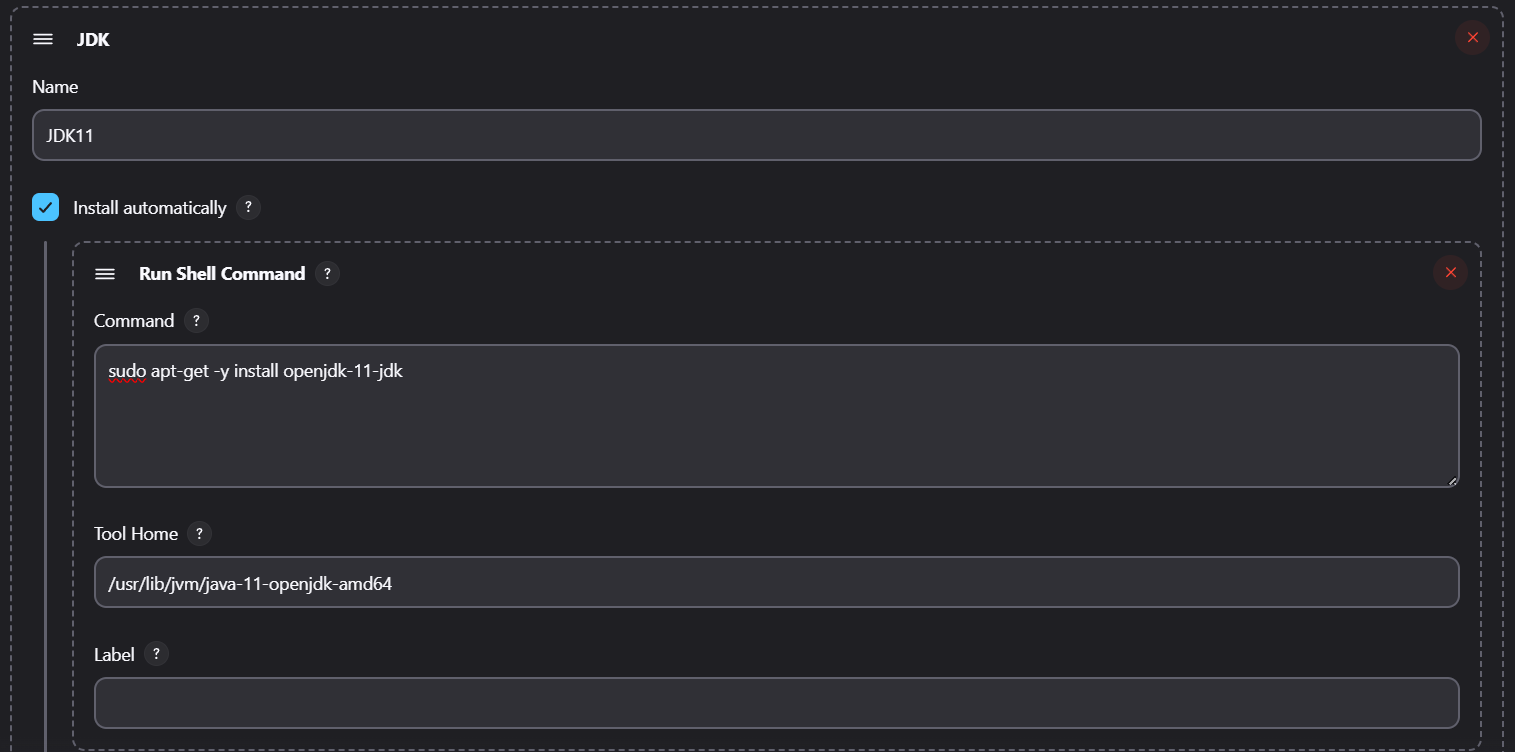 JDK
Name
JDK11
Install automatically ?
Run Shell Command ?
Command ?
sudo apt-get -y install openjdk-11-jdk
Tool Home ?
/usr/lib/jvm/java-11-openjdk-amd64
Label ?